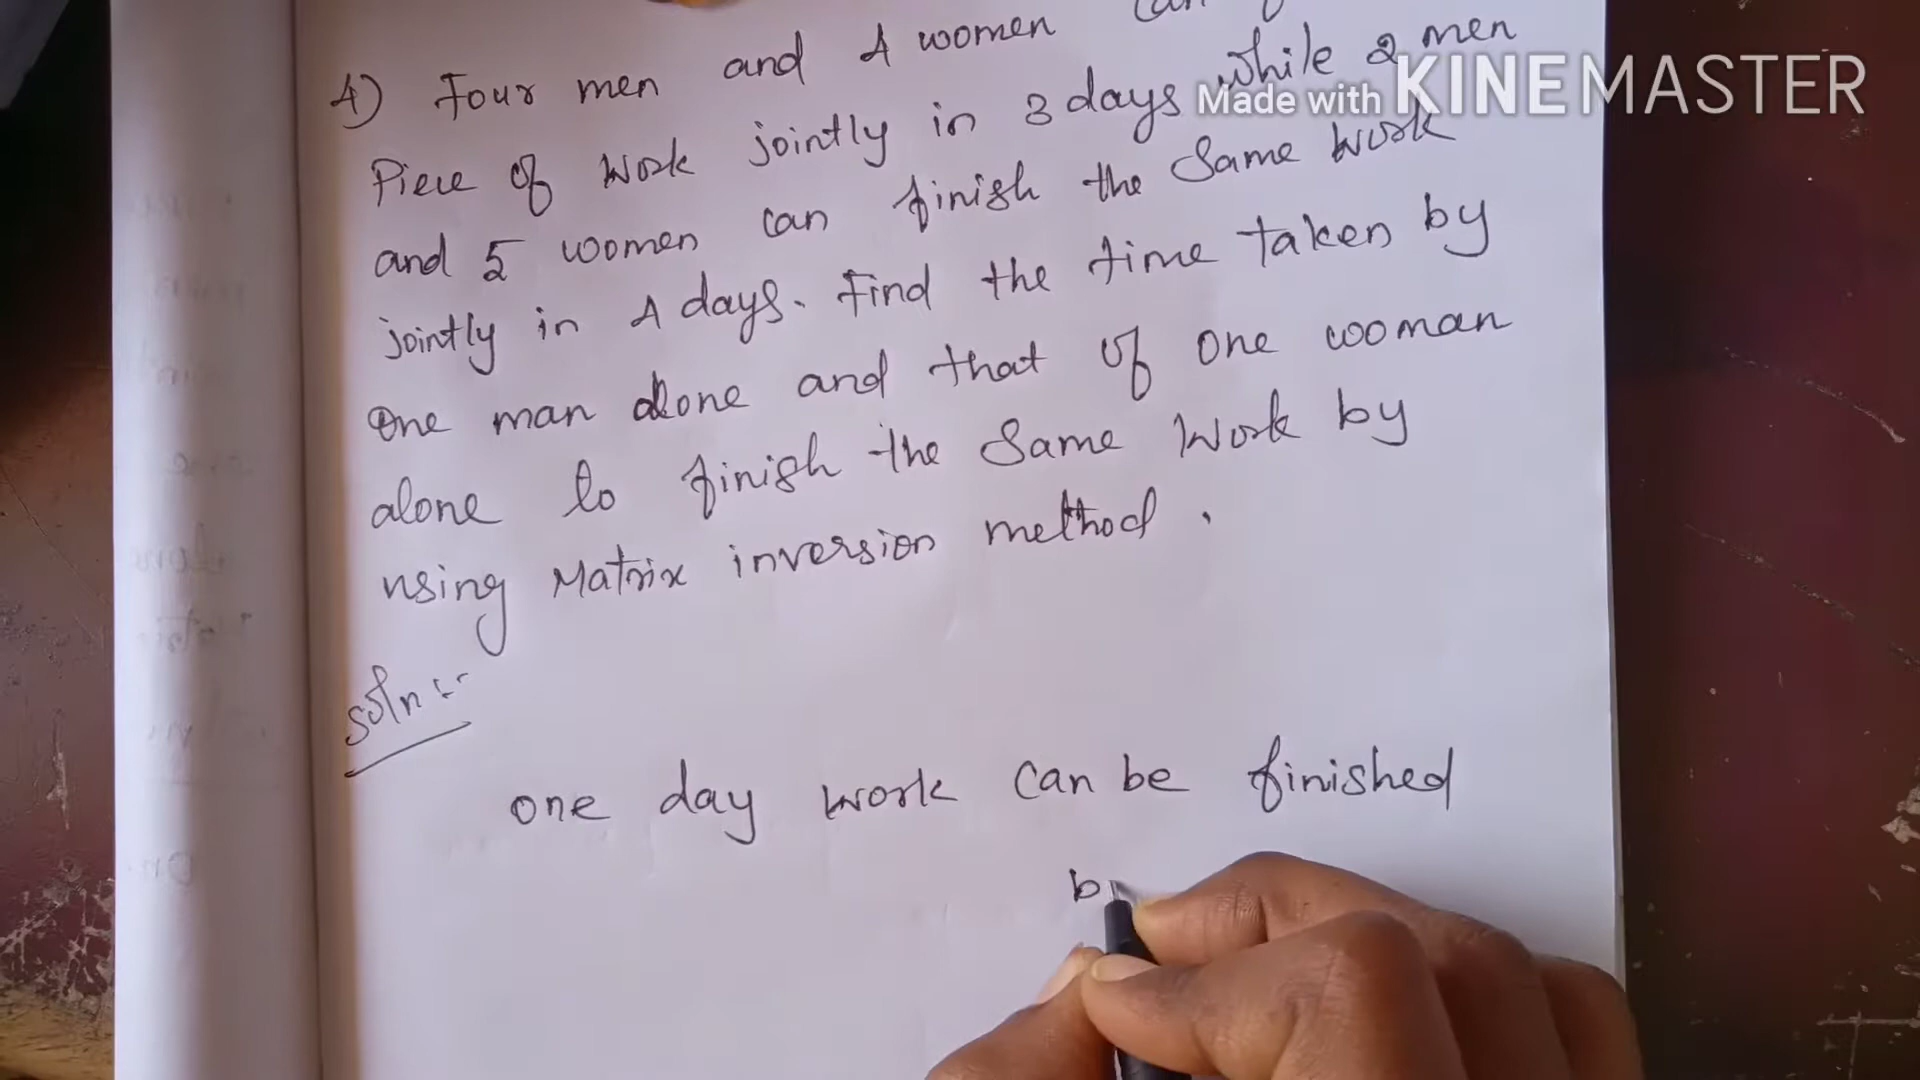 4) Four men and 4 women can
Piece of work jointly in 3 days while 2 men
and 5 women can finish the same work
jointly in 4 days. Find the time taken by
one man alone and that of one woman
alone to finish the same work by
using Matrix inversion method.
soln:-
one day work can be finished
b
Made with KINEMASTER